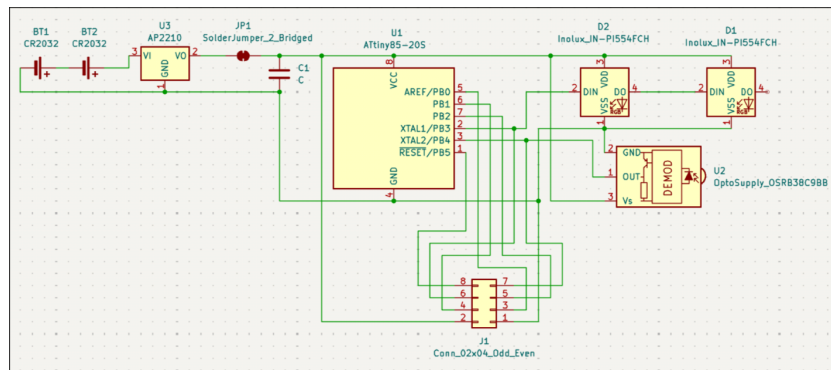 BT1
CR2032
BT2
CR2032
U3
AP2210
3
VI
VO
2
GND
1
JP1
SolderJumper_2_Bridged
C1
C
U1
ATtiny85-20S
8
VCC
AREF/PB0
5
PB1
6
PB2
7
XTAL1/PB3
2
XTAL2/PB4
3
RESET/PB5
1
GND
4
D2
Inolux_IN-PI554FCH
3
VDD
2
DIN
DO
4
VSS
1
D1
Inolux_IN-PI554FCH
3
VDD
2
DIN
DO
4
VSS
1
2
GND
1
OUT
3
Vs
DEMOD
U2
OptoSupply_OSRB38C9BB
8
7
6
5
4
3
2
1
J1
Conn_02x04_Odd_Even